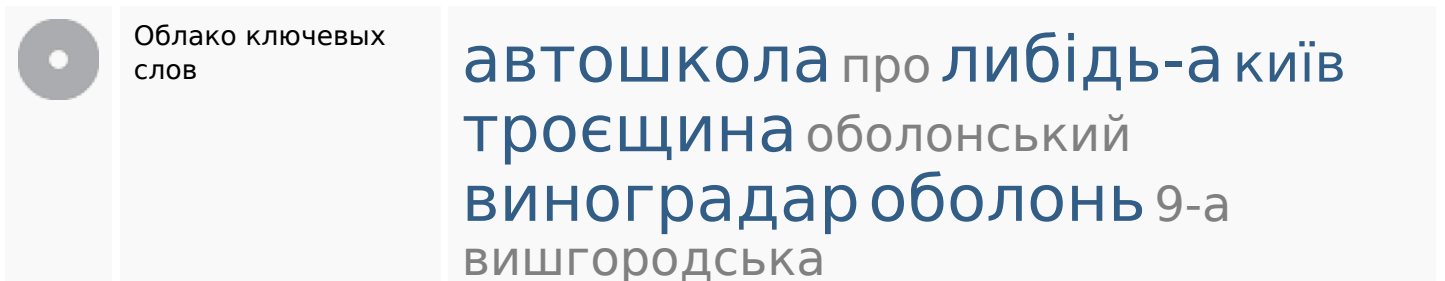 Облако ключевых
слов
автошкола про либідь-а київ
троєщина оболонський
виноградар оболонь 9-а
вишгородська